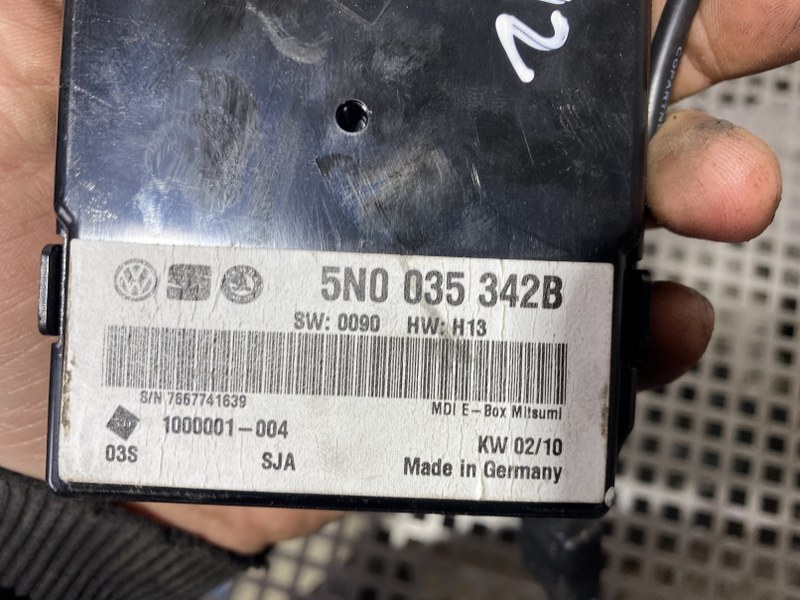 5N0 035 342B
SW: 0090 HW: H13
S/N 7667741639
MDI E-Box Mitsumi
1000001-004
03S
SJA
KW 02/10
Made in Germany